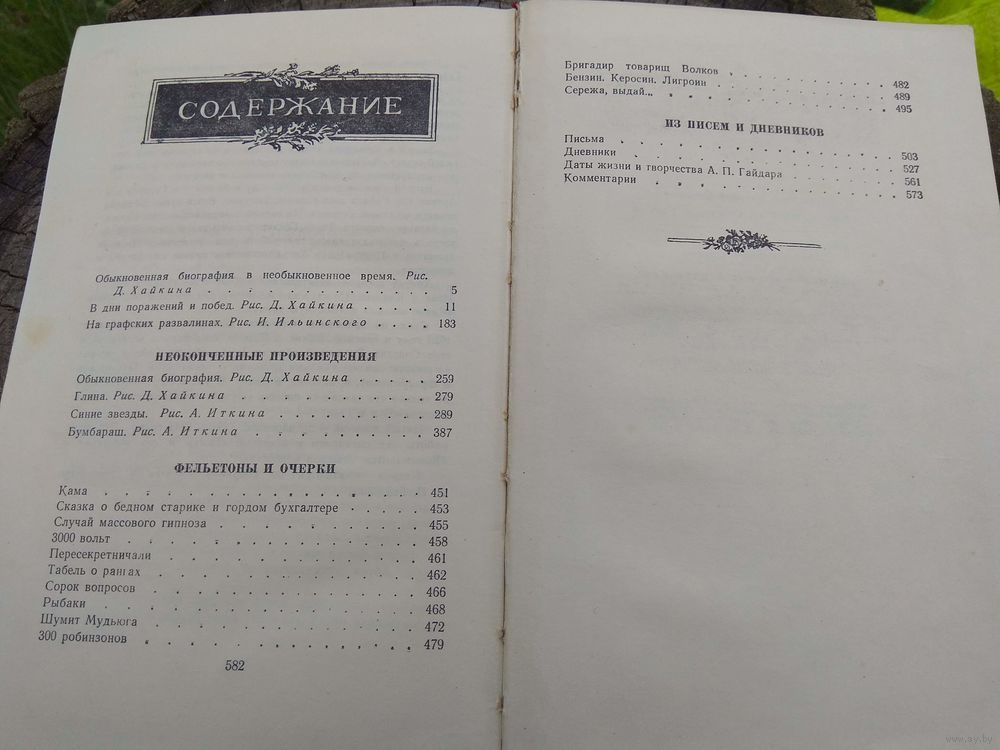 СОДЕРЖАНИЕ
Обыкновенная биография в необыкновенное время. Рис.
Д. Хайкина . . . . . . . . . . . . . 5
В дни поражений и побед. Рис. Д. Хайкина . . . . . 11
На графских развалинах. Рис. И. Ильинского . . . . 183
НЕОКОНЧЕННЫЕ ПРОИЗВЕДЕНИЯ
Обыкновенная биография. Рис. Д. Хайкина . . . . . 259
Глина. Рис. Д. Хайкина . . . . . . . . . . 279
Синие звезды. Рис. А. Иткина . . . . . . . . 289
Бумбараш. Рис. А. Иткина . . . . . . . . 387
ФЕЛЬЕТОНЫ И ОЧЕРКИ
Кама . . . . . . . . . . . . . . . . 451
Сказка о бедном старике и гордом бухгалтере . . . . 453
Случай массового гипноза . . . . . . . . . . 455
3000 вольт . . . . . . . . . . . . . . 458
Пересекретничали . . . . . . . . . . . . 461
Табель о рангах . . . . . . . . . . . . 462
Сорок вопросов . . . . . . . . . . . . 466
Рыбаки . . . . . . . . . . . . . . 468
Шумит Мудьюга . . . . . . . . . . . . 472
300 робинзонов . . . . . . . . . . . . 479
582
Бригадир товарищ Волков . . . . . . . . . 482
Бензин. Керосин. Лигроин . . . . . . . . . 489
Сережа, выдай... . . . . . . . . . . . 495
ИЗ ПИСЕМ И ДНЕВНИКОВ
Письма . . . . . . . . . . . . . . 503
Дневники . . . . . . . . . . . . . 527
Даты жизни и творчества А. П. Гайдара . . . . . . 561
Комментарии . . . . . . . . . . . . 573
www.ay.by